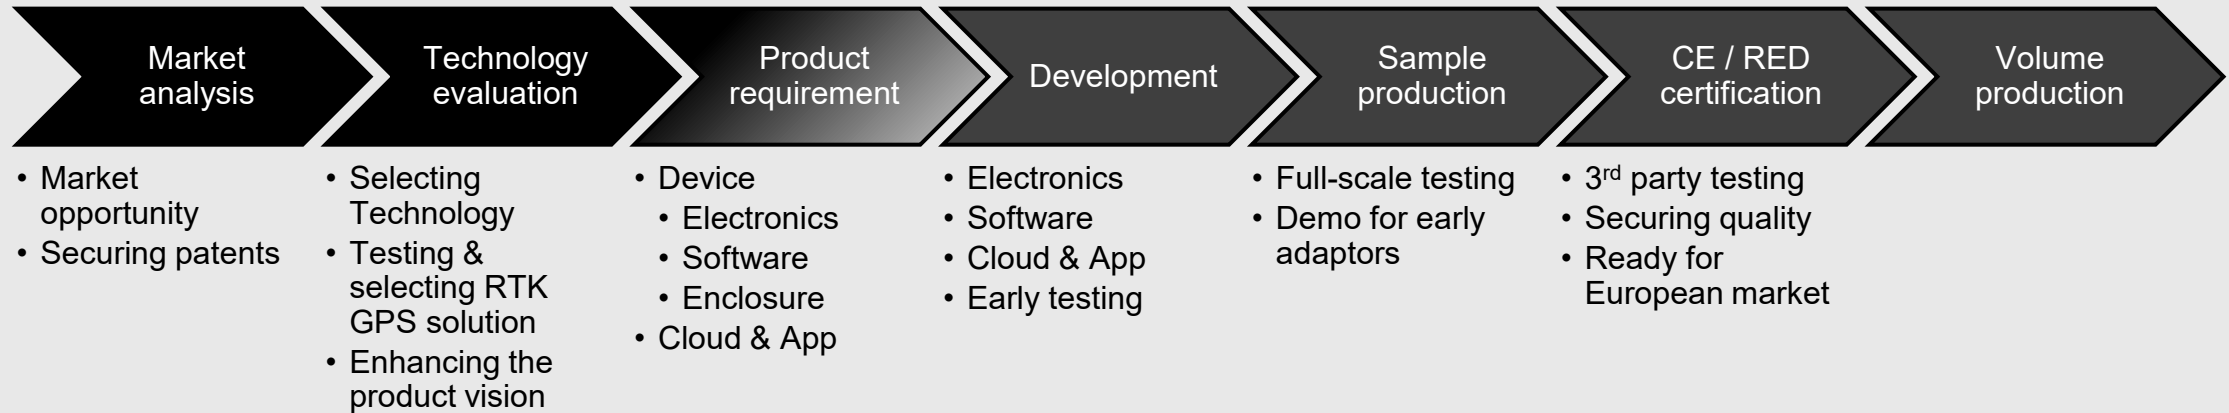 Market
analysis
Technology
evaluation
Product
requirement
Development
Sample
production
CE / RED
certification
Volume
production
• Market
opportunity
• Securing patents
• Selecting
Technology
• Testing &
selecting RTK
GPS solution
• Enhancing the
product vision
• Device
• Electronics
• Software
• Enclosure
• Cloud & App
• Electronics
• Software
• Cloud & App
• Early testing
• Full-scale testing
• Demo for early
adaptors
• 3rd party testing
• Securing quality
• Ready for
European market